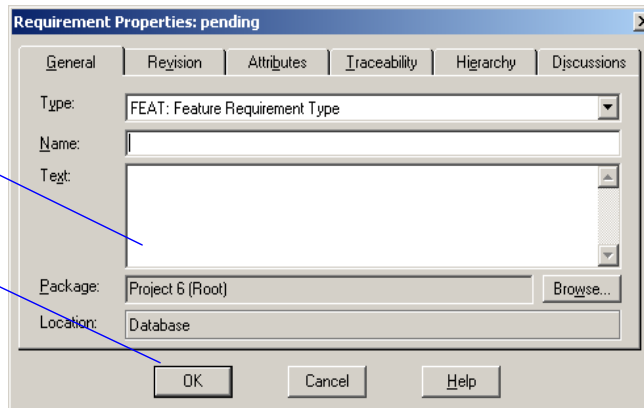 Requirement Properties: pending
General Revision Attributes Traceability Hierarchy Discussions
Type: FEAT: Feature Requirement Type
Name:
Text:
Package: Project 6 (Root) Browse...
Location: Database
OK Cancel Help